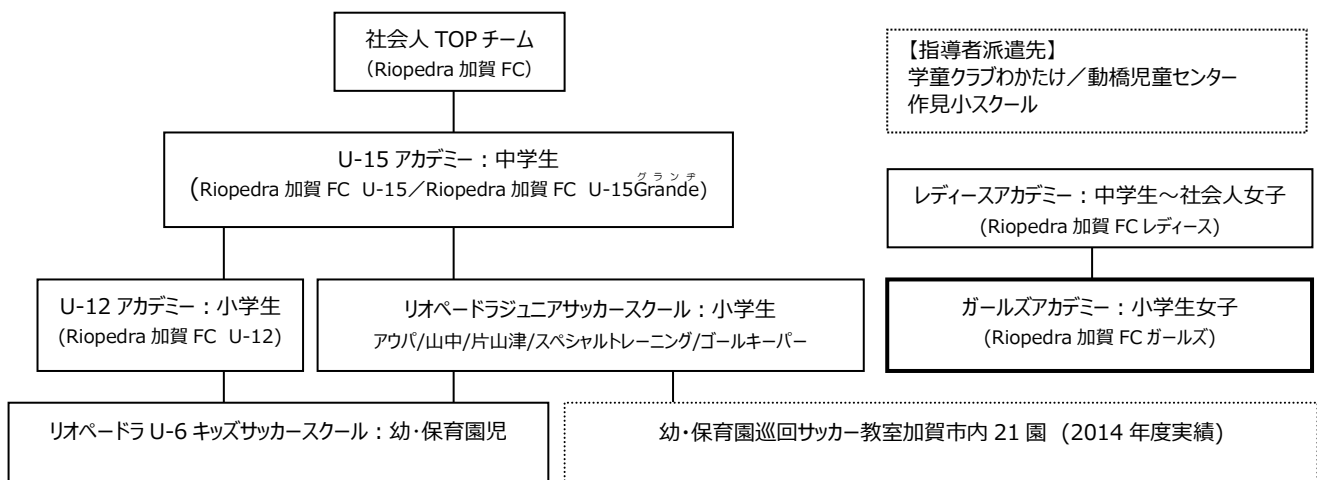 社会人 TOP チーム
(Riopedra 加賀 FC)
【指導者派遣先】
学童クラブわかたけ／動橋児童センター
作見小スクール
U-15 アカデミー：中学生
グランデ
(Riopedra 加賀 FC U-15／Riopedra 加賀 FC U-15Grande)
レディースアカデミー：中学生～社会人女子
(Riopedra 加賀 FC レディース)
U-12 アカデミー：小学生
(Riopedra 加賀 FC U-12)
リオペードラジュニアサッカースクール：小学生
アウパ/山中/片山津/スペシャルトレーニング/ゴールキーパー
ガールズアカデミー：小学生女子
(Riopedra 加賀 FC ガールズ)
リオペードラ U-6 キッズサッカースクール：幼・保育園児
幼・保育園巡回サッカー教室加賀市内 21 園 (2014 年度実績)